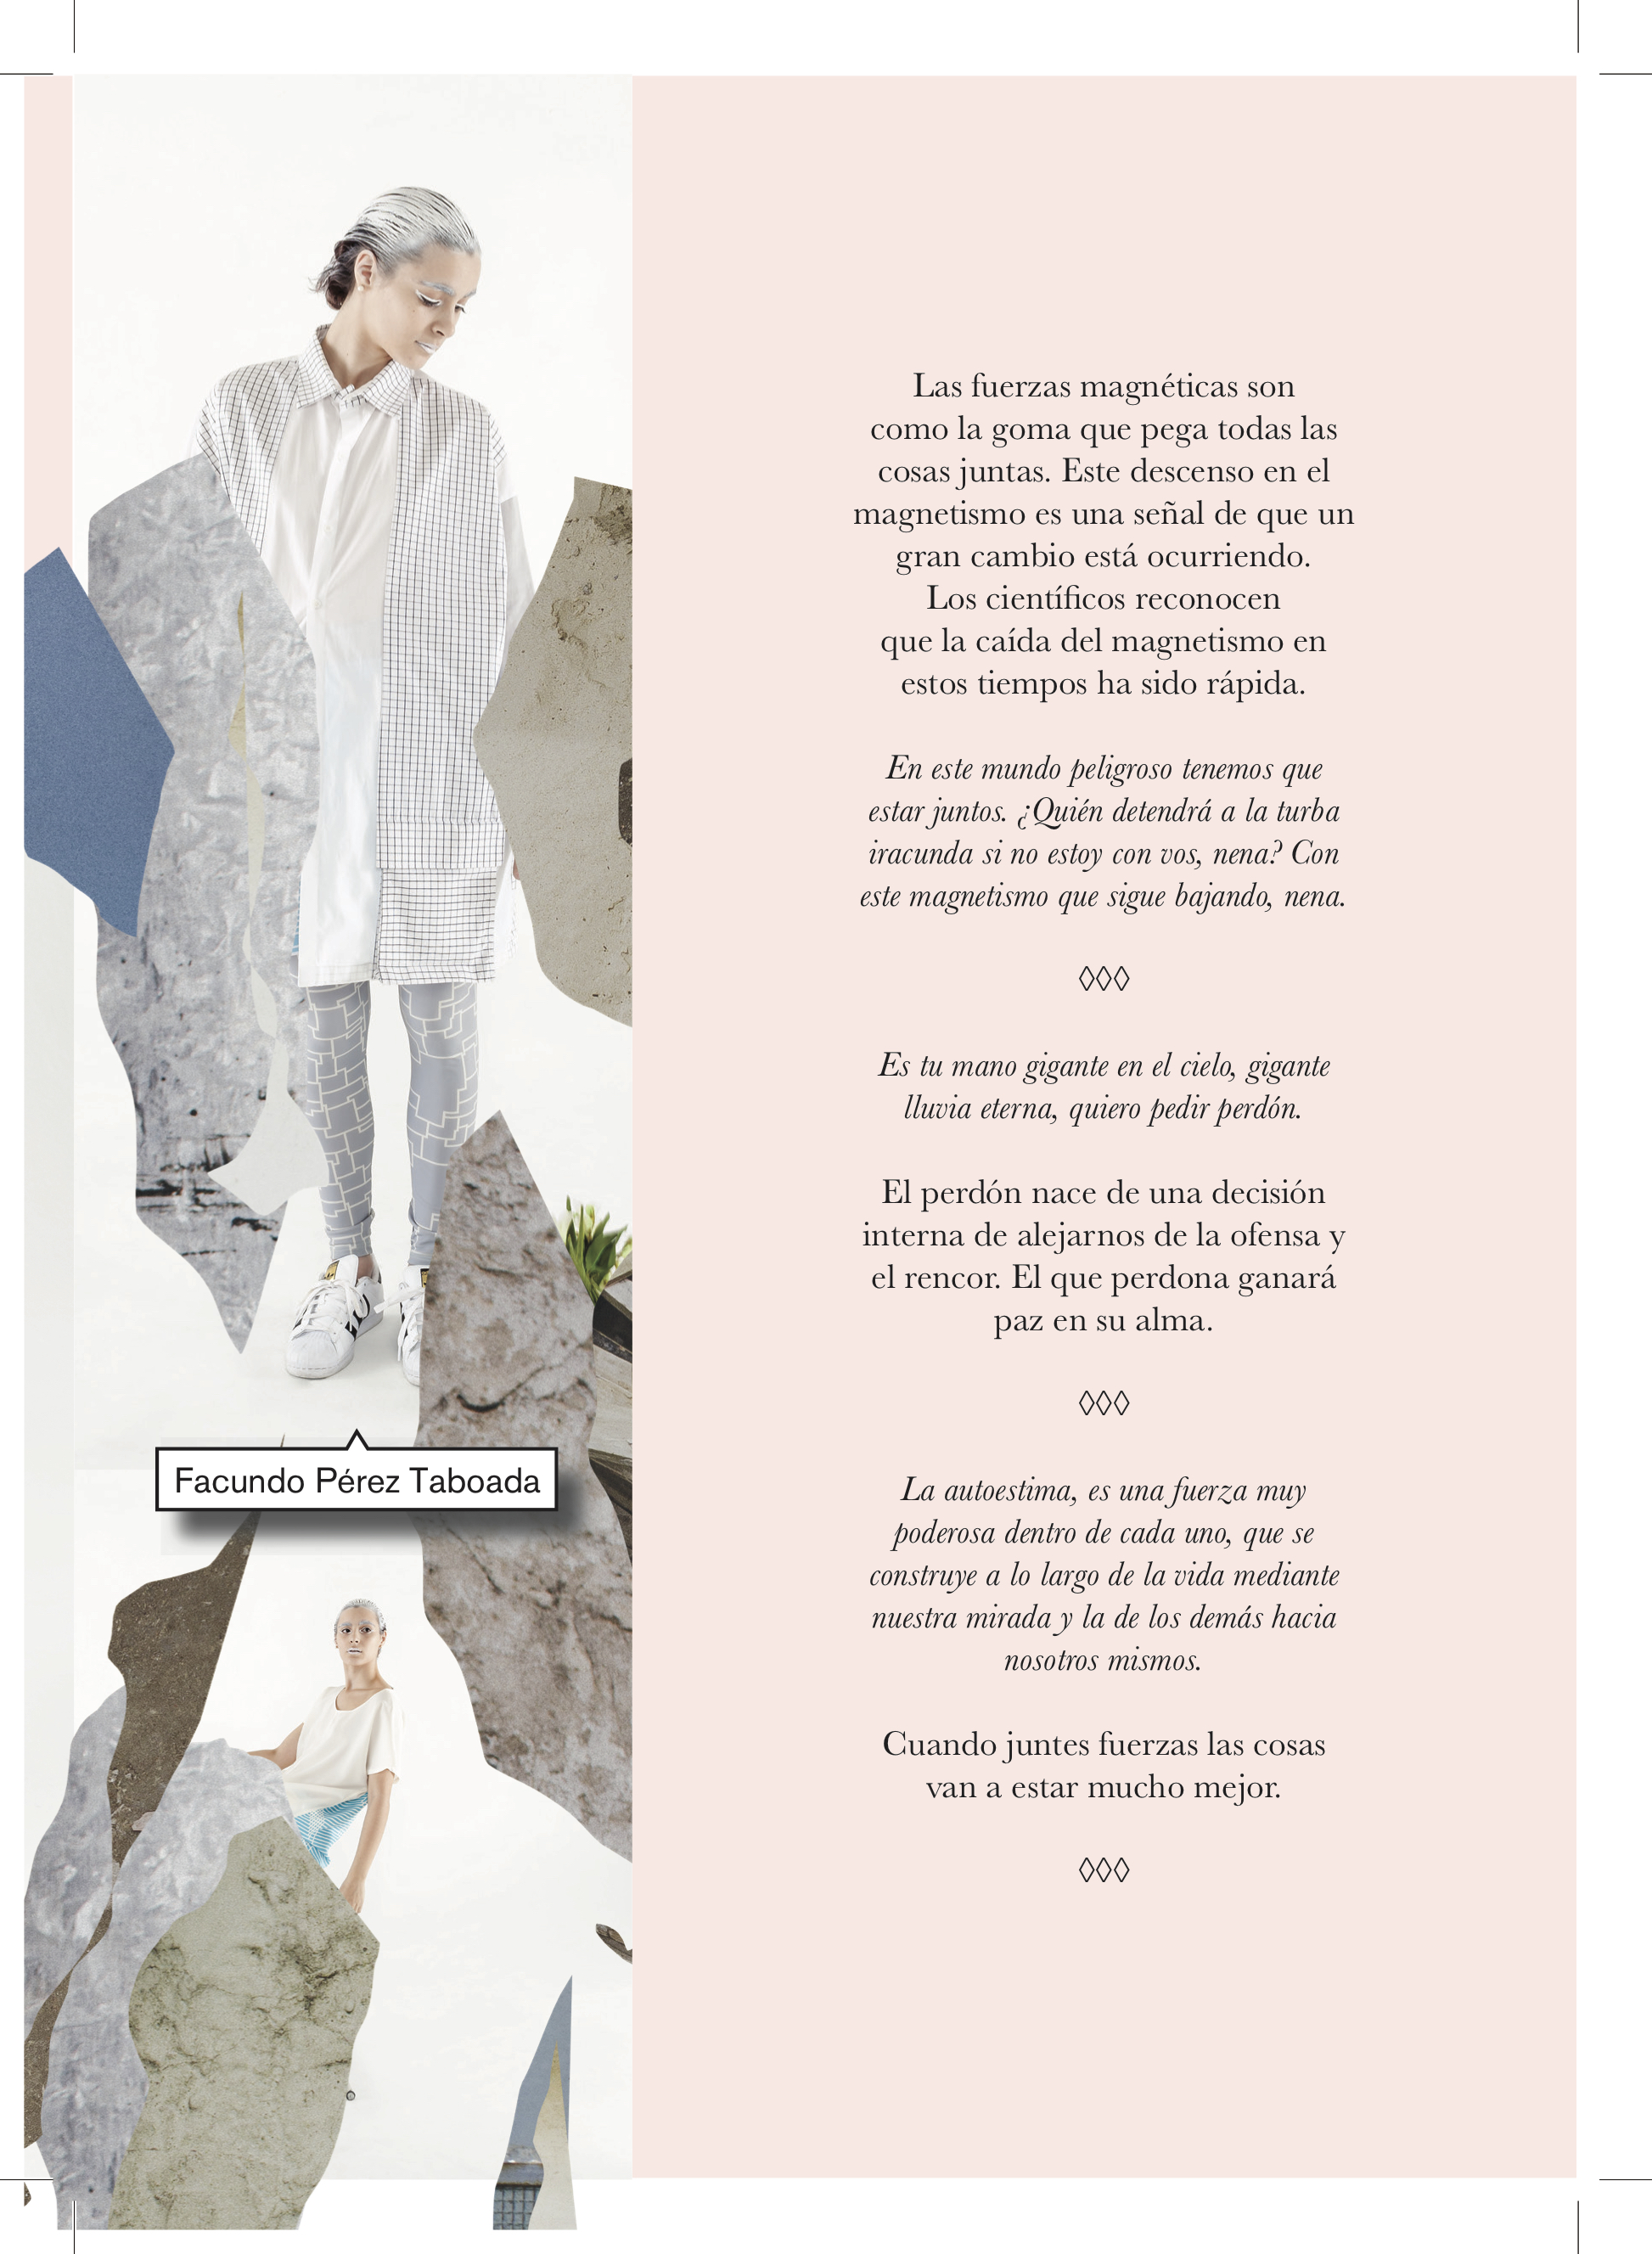 Las fuerzas magnéticas son
como la goma que pega todas las
cosas juntas. Este descenso en el
magnetismo es una señal de que un
gran cambio está ocurriendo.
Los científicos reconocen
que la caída del magnetismo en
estos tiempos ha sido rápida.
En este mundo peligroso tenemos que
estar juntos. ¿Quién detendrá a la turba
iracunda si no estoy con vos, nena? Con
este magnetismo que sigue bajando, nena.
◊◊◊
Es tu mano gigante en el cielo, gigante
lluvia eterna, quiero pedir perdón.
El perdón nace de una decisión
interna de alejarnos de la ofensa y
el rencor. El que perdona ganará
paz en su alma.
◊◊◊
La autoestima, es una fuerza muy
poderosa dentro de cada uno, que se
construye a lo largo de la vida mediante
nuestra mirada y la de los demás hacia
nosotros mismos.
Cuando juntes fuerzas las cosas
van a estar mucho mejor.
◊◊◊
Facundo Pérez Taboada